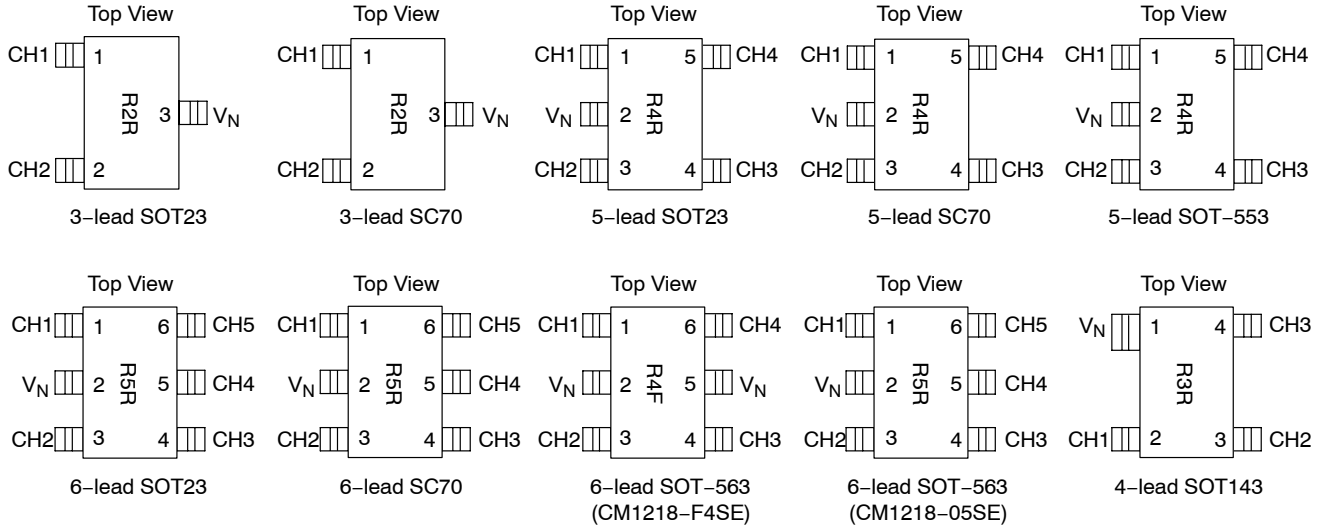 Top View Top View Top View Top View Top View
CH1 1 CH1 1 CH1 1 5 CH4 CH1 1 5 CH4 CH1 1 5 CH4
R2R 3 VN R2R 3 VN VN 2 R4R VN 2 R4R VN 2 R4R
CH2 2 CH2 2 CH2 3 4 CH3 CH2 3 4 CH3 CH2 3 4 CH3
3-lead SOT23 3-lead SC70 5-lead SOT23 5-lead SC70 5-lead SOT-553
Top View Top View Top View Top View Top View
CH1 1 6 CH5 CH1 1 6 CH5 CH1 1 6 CH4 CH1 1 6 CH5 VN 1 4 CH3
VN 2 R5R 5 CH4 VN 2 R5R 5 CH4 VN 2 R4F 5 VN VN 2 R5R 5 CH4 R3R
CH2 3 4 CH3 CH2 3 4 CH3 CH2 3 4 CH3 CH2 3 4 CH3 CH1 2 3 CH2
6-lead SOT23 6-lead SC70 6-lead SOT-563 6-lead SOT-563 4-lead SOT143
(CM1218-F4SE) (CM1218-05SE)